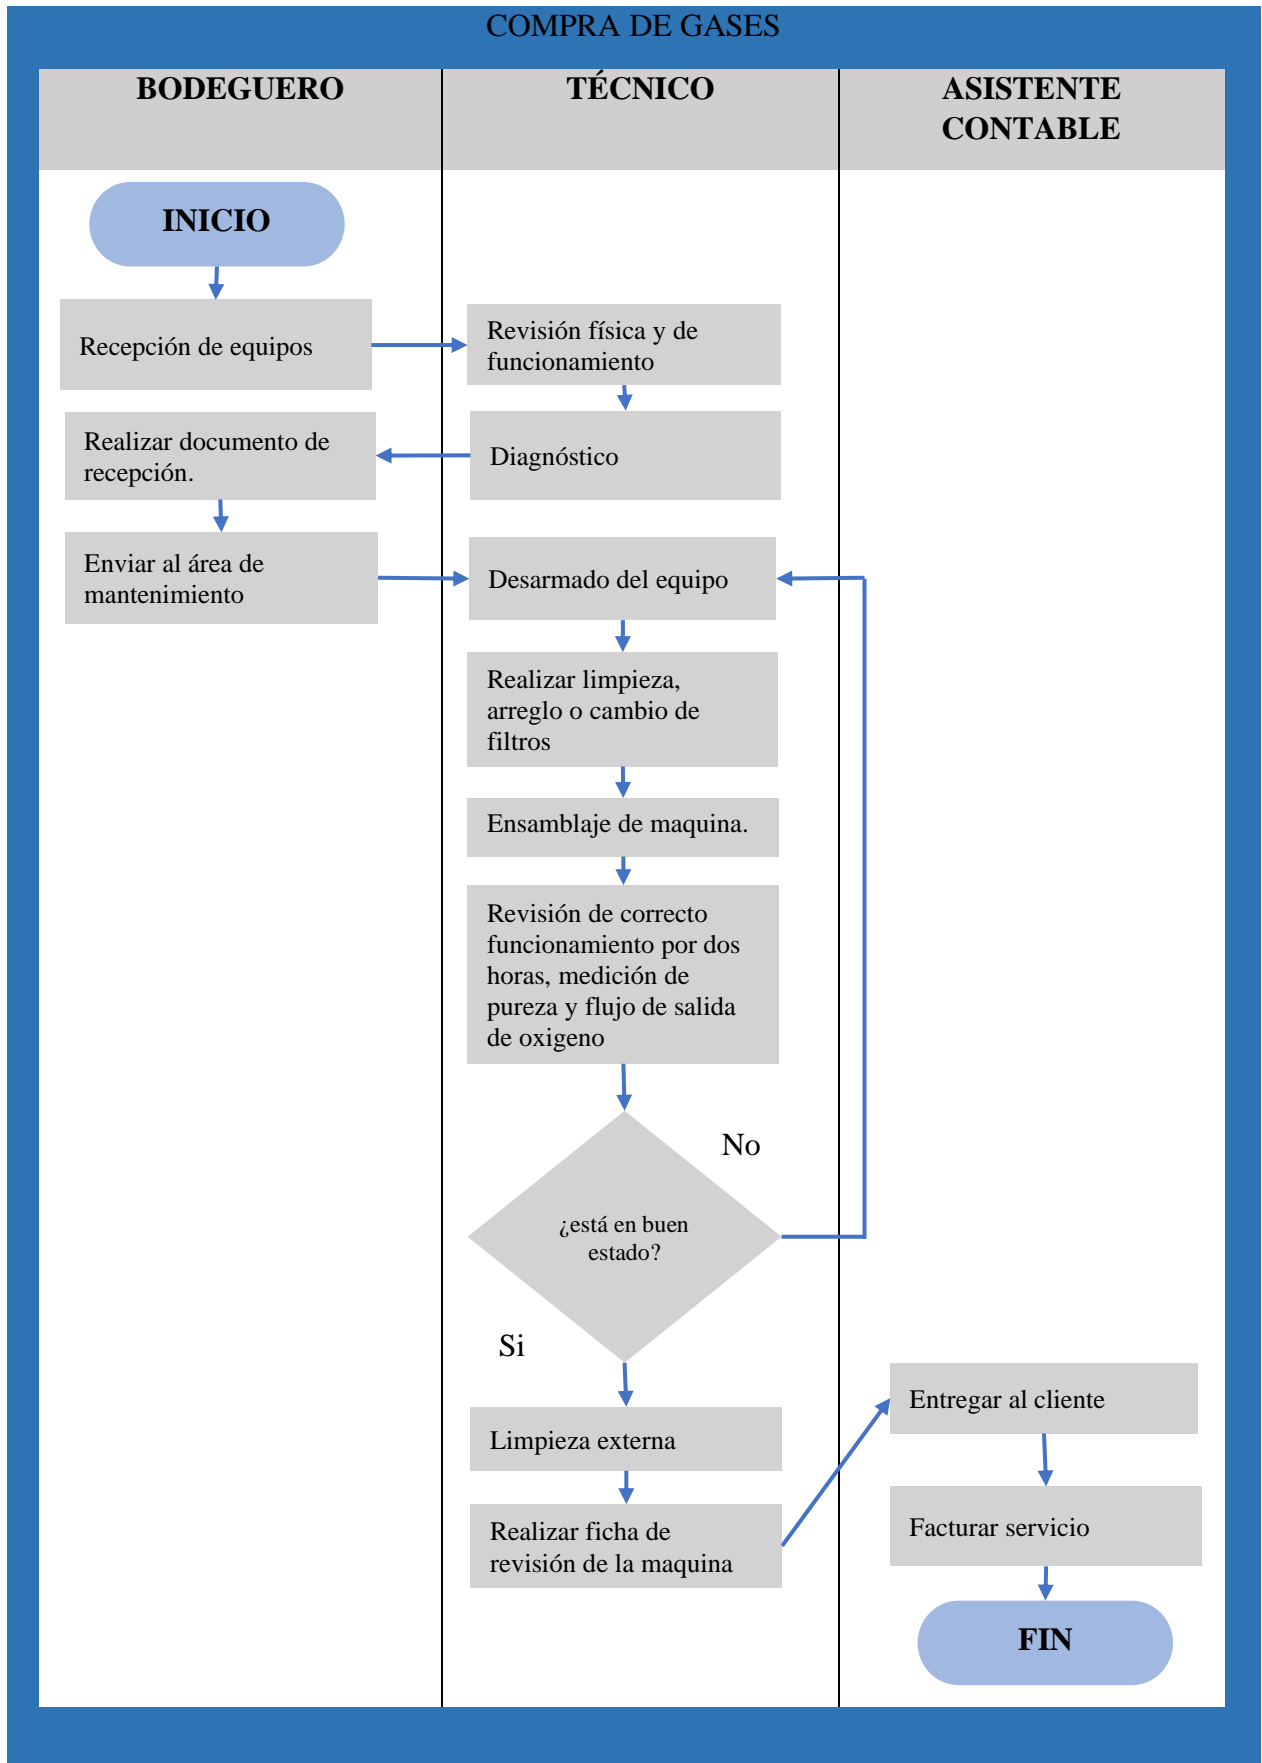 COMPRA DE GASES
BODEGUERO
TÉCNICO
ASISTENTE
CONTABLE
INICIO
Recepción de equipos
Revisión física y de
funcionamiento
Diagnóstico
Realizar documento de
recepción.
Enviar al área de
mantenimiento
Desarmado del equipo
Realizar limpieza,
arreglo o cambio de
filtros
Ensamblaje de maquina.
Revisión de correcto
funcionamiento por dos
horas, medición de
pureza y flujo de salida
de oxigeno
No
¿está en buen
estado?
Si
Limpieza externa
Realizar ficha de
revisión de la maquina
Entregar al cliente
Facturar servicio
FIN